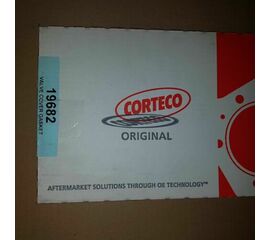 19682
VALVE COVER GASKET
CORTECO
ORIGINAL
AFTERMARKET SOLUTIONS THROUGH OE TECHNOLOGY™